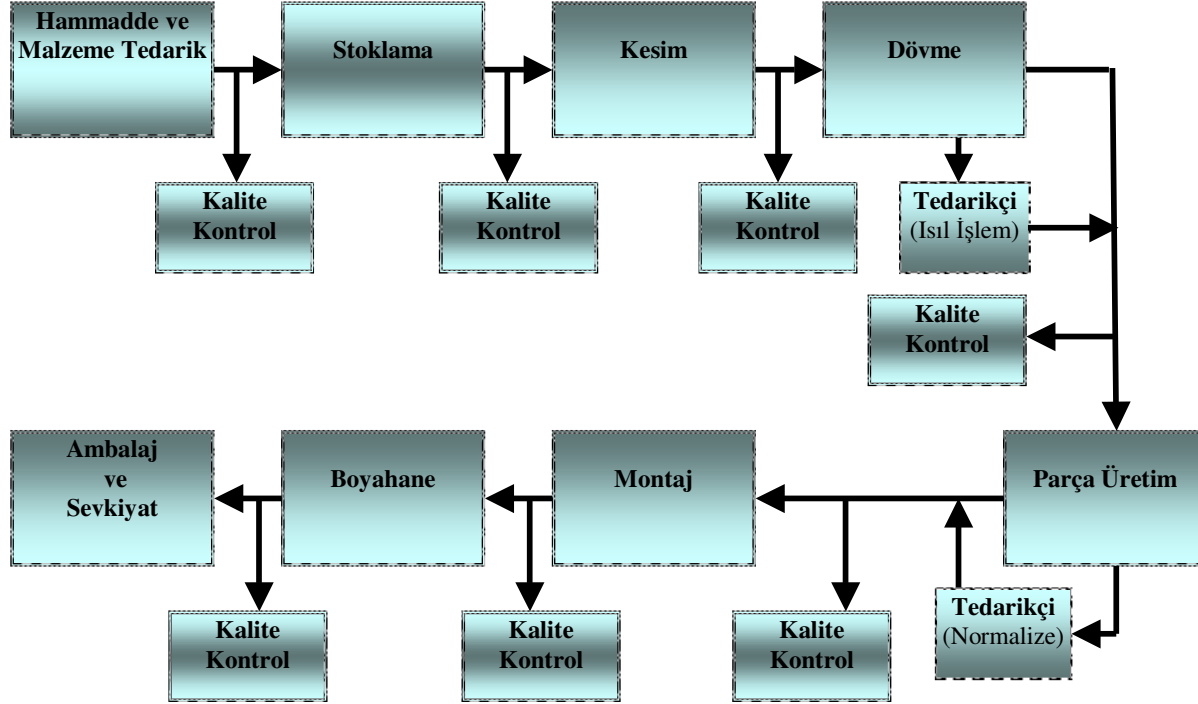 Hammadde ve
Malzeme Tedarik
Stoklama
Kesim
Dövme
Kalite
Kontrol
Kalite
Kontrol
Kalite
Kontrol
Tedarikçi
(Isıl İşlem)
Kalite
Kontrol
Ambalaj
ve
Sevkiyat
Boyahane
Montaj
Parça Üretim
Kalite
Kontrol
Kalite
Kontrol
Kalite
Kontrol
Tedarikçi
(Normalize)